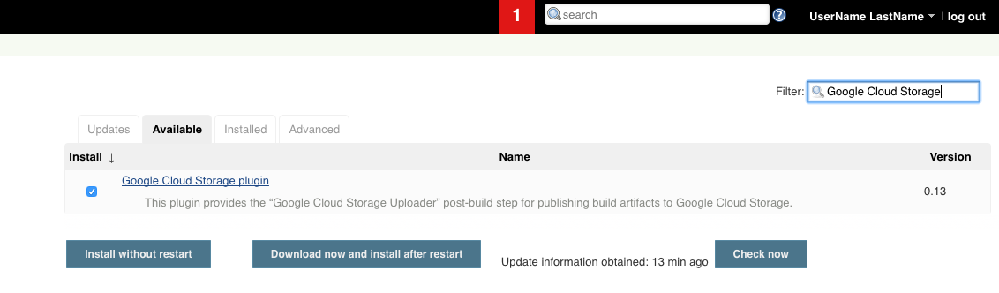 1 search ? UserName LastName | log out
Filter: Google Cloud Storage
Updates Available Installed Advanced
Install ↓ Name Version
Google Cloud Storage plugin
0.13
This plugin provides the “Google Cloud Storage Uploader” post-build step for publishing build artifacts to Google Cloud Storage.
Install without restart Download now and install after restart Update information obtained: 13 min ago Check now